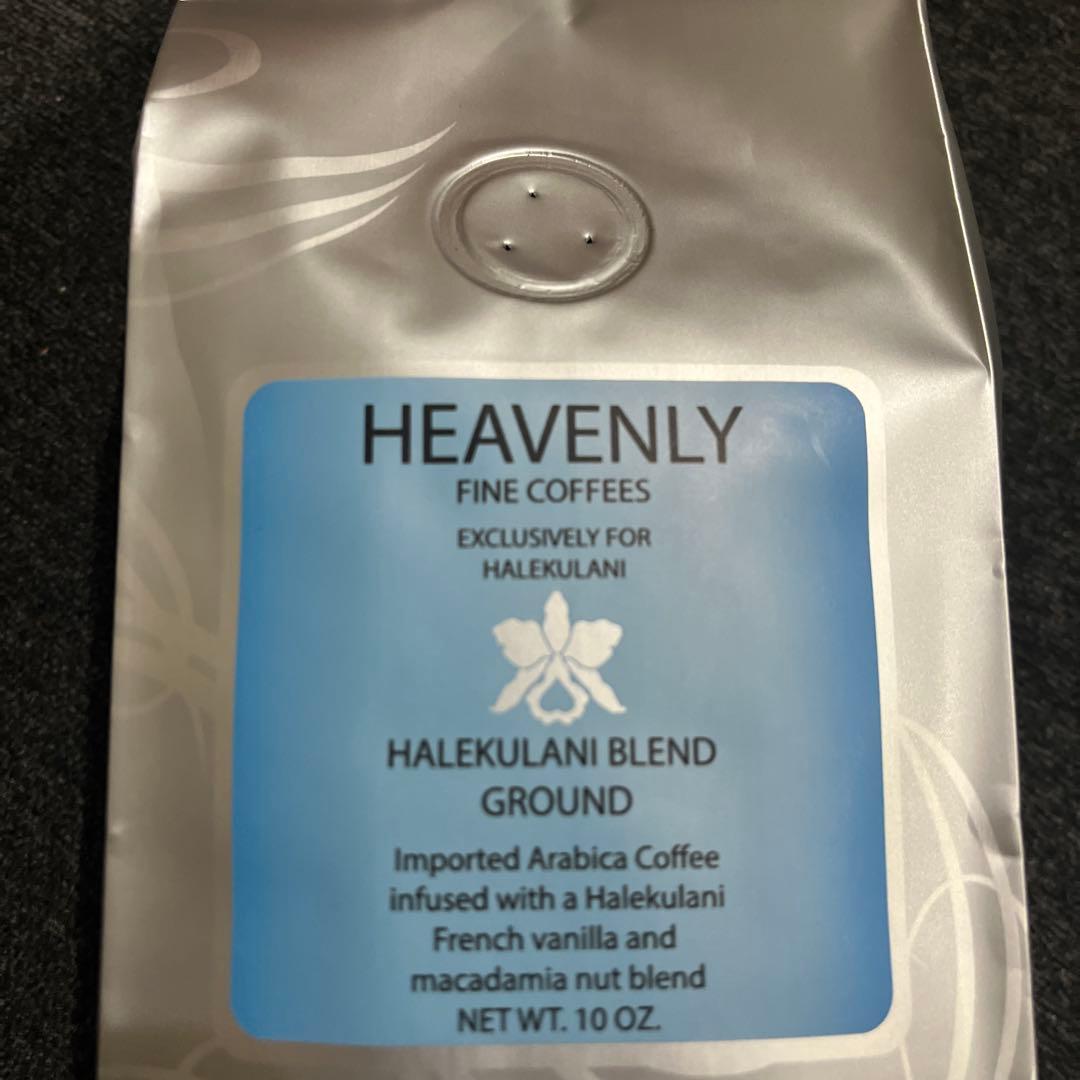 HEAVENLY
FINE COFFEES
EXCLUSIVELY FOR
HALEKULANI
HALEKULANI BLEND
GROUND
Imported Arabica Coffee
infused with a Halekulani
French vanilla and
macadamia nut blend
NET WT. 10 OZ.